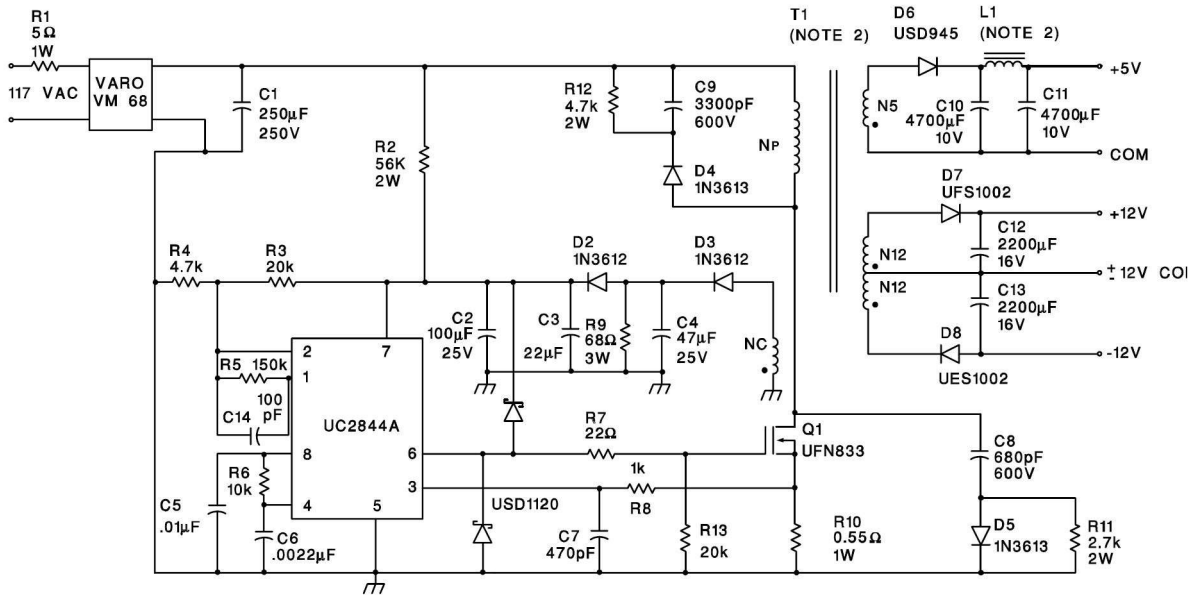 R1
5Ω
1W
117 VAC
VARO
VM 68
C1
250µF
250V
R2
56K
2W
R12
4.7k
2W
C9
3300pF
600V
D4
1N3613
NP
T1
(NOTE 2)
D6
USD945
L1
(NOTE 2)
N5
C10
4700µF
10V
C11
4700µF
10V
+5V
COM
D7
UFS1002
+12V
N12
N12
C12
2200µF
16V
± 12V COI
C13
2200µF
16V
D8
UES1002
-12V
R4
4.7k
R3
20k
D2
1N3612
D3
1N3612
C2
100µF
25V
C3
22µF
R9
68Ω
3W
C4
47µF
25V
NC
2
7
R5 150k
1
100
pF
C14
UC2844A
8
R6
10k
4
5
6
3
C5
.01µF
C6
.0022µF
USD1120
R7
22Ω
1k
R8
C7
470pF
R13
20k
Q1
UFN833
R10
0.55Ω
1W
C8
680pF
600V
D5
1N3613
R11
2.7k
2W